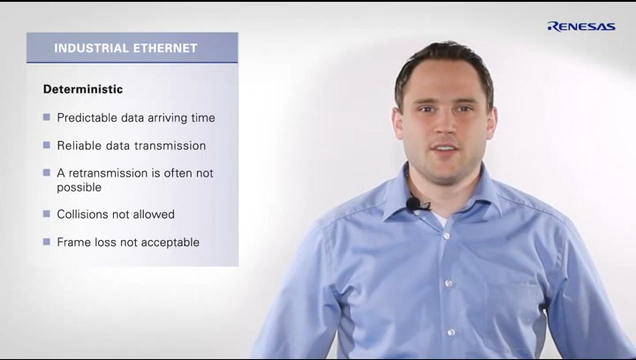 RENESAS
INDUSTRIAL ETHERNET
Deterministic
Predictable data arriving time
Reliable data transmission
A retransmission is often not
possible
Collisions not allowed
Frame loss not acceptable